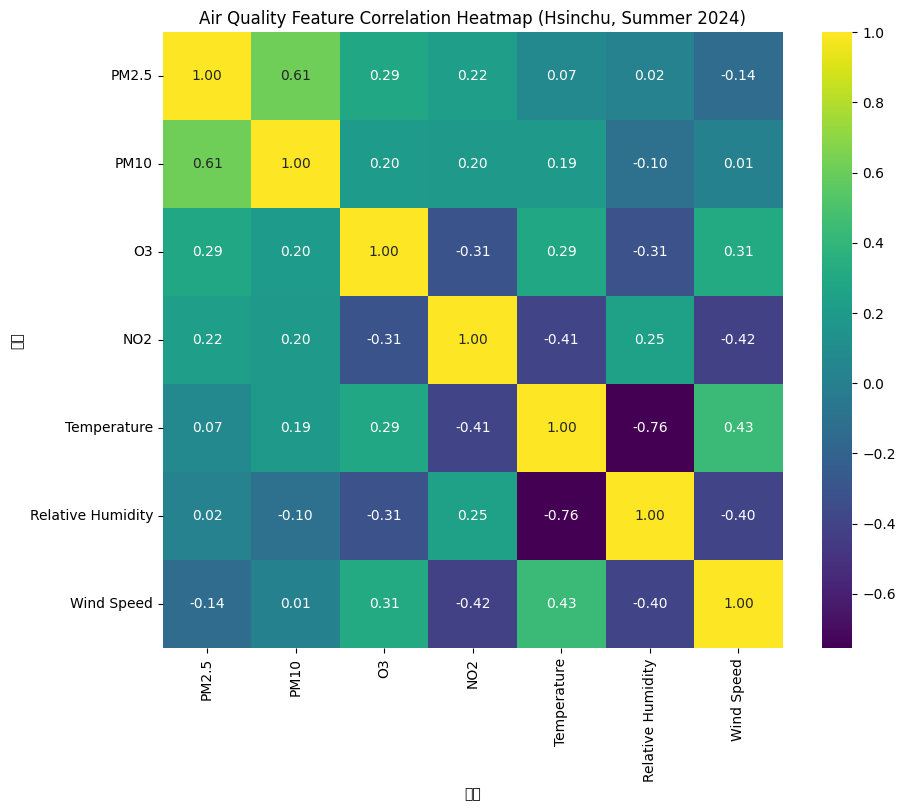 Air Quality Feature Correlation Heatmap (Hsinchu, Summer 2024)
PM2.5 1.00 0.61 0.29 0.22 0.07 0.02 -0.14
PM10 0.61 1.00 0.20 0.20 0.19 -0.10 0.01
O3 0.29 0.20 1.00 -0.31 0.29 -0.31 0.31
NO2 0.22 0.20 -0.31 1.00 -0.41 0.25 -0.42
Temperature 0.07 0.19 0.29 -0.41 1.00 -0.76 0.43
Relative Humidity 0.02 -0.10 -0.31 0.25 -0.76 1.00 -0.40
Wind Speed -0.14 0.01 0.31 -0.42 0.43 -0.40 1.00
PM2.5 PM10 O3 NO2 Temperature Relative Humidity Wind Speed
1.0
0.8
0.6
0.4
0.2
0.0
−0.2
−0.4
−0.6